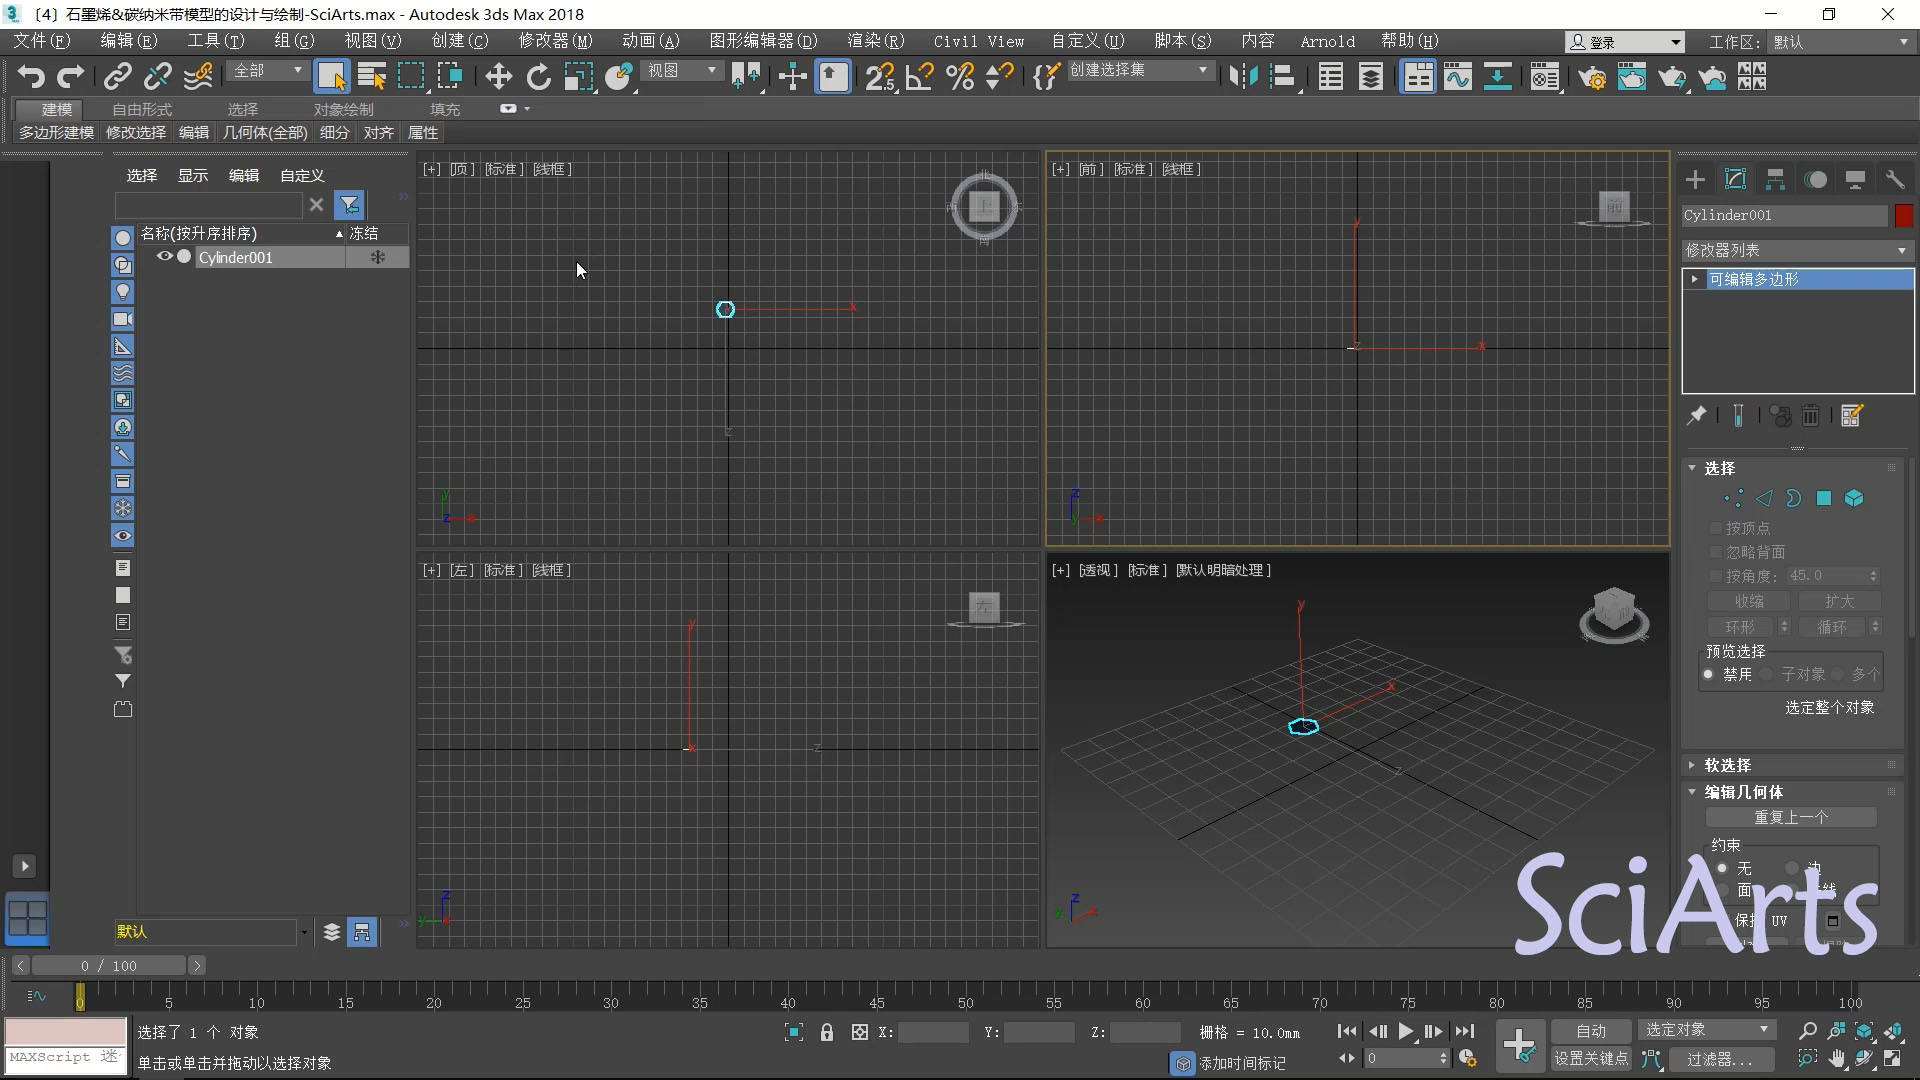 〔4〕石墨烯&碳纳米带模型的设计与绘制-SciArts.max - Autodesk 3ds Max 2018
文件(F) 编辑(E) 工具(T) 组(G) 视图(V) 创建(C) 修改器(M) 动画(A) 图形编辑器(D) 渲染(R) Civil View 自定义(U) 脚本(S) 内容 Arnold 帮助(H) 登录 工作区: 默认
全部 视图 创建选择集
建模 自由形式 选择 对象绘制 填充
多边形建模 修改选择 编辑 几何体(全部) 细分 对齐 属性
选择 显示 编辑 自定义
名称(按升序排序) 冻结
Cylinder001
[+] [顶] [标准] [线框]
上
[+] [前] [标准] [线框]
前
[+] [左] [标准] [线框]
左
[+] [透视] [标准] [默认明暗处理]
Cylinder001
修改器列表
可编辑多边形
选择
按顶点
忽略背面
按角度: 45.0
收缩 扩大
环形 循环
预览选择
禁用 子对象 多个
选定整个对象
软选择
编辑几何体
重复上一个
约束
无 边
面
UV
SciArts
默认
0 / 100
0 5 10 15 20 25 30 35 40 45 50 55 60 65 70 75 80 85 90 95 100
选择了 1 个 对象
X: Y: Z: 栅格 = 10.0mm
自动 选定对象
MAXScript 迷
单击或单击并拖动以选择对象
添加时间标记
0
设置关键点 过滤器...